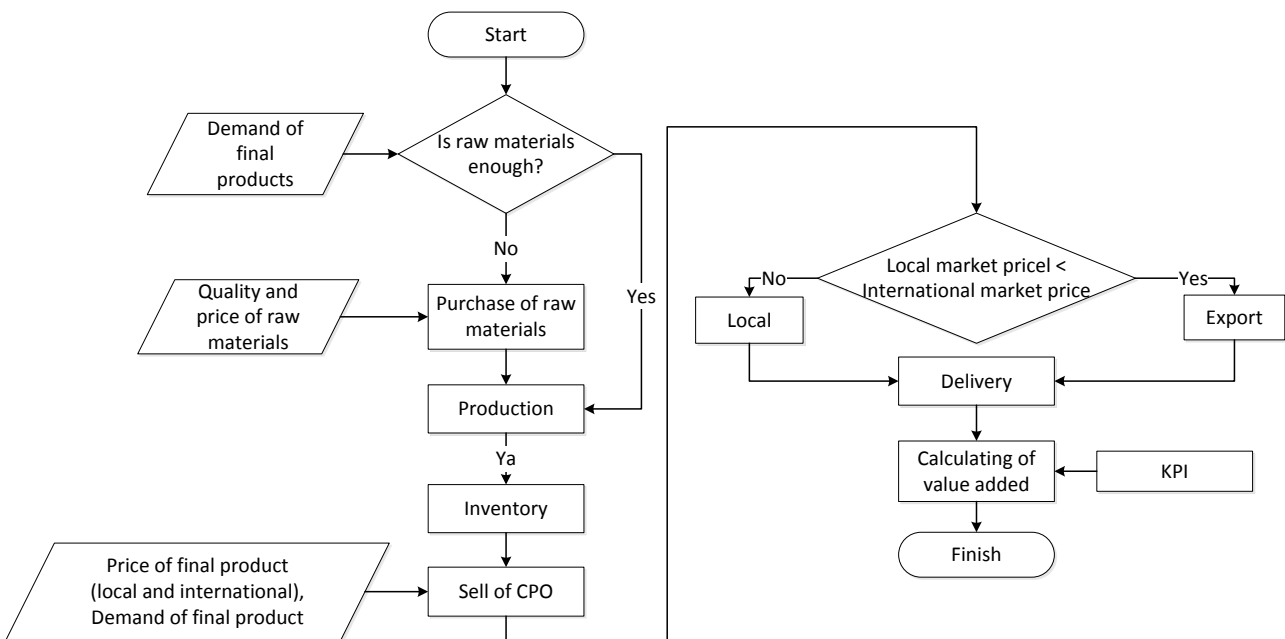 Start
Demand of
final
products
Is raw materials
enough?
No
Yes
Quality and
price of raw
materials
Purchase of raw
materials
Production
Ya
Inventory
Price of final product
(local and international),
Demand of final product
Sell of CPO
Local market pricel <
International market price
No
Yes
Local
Export
Delivery
Calculating of
value added
KPI
Finish